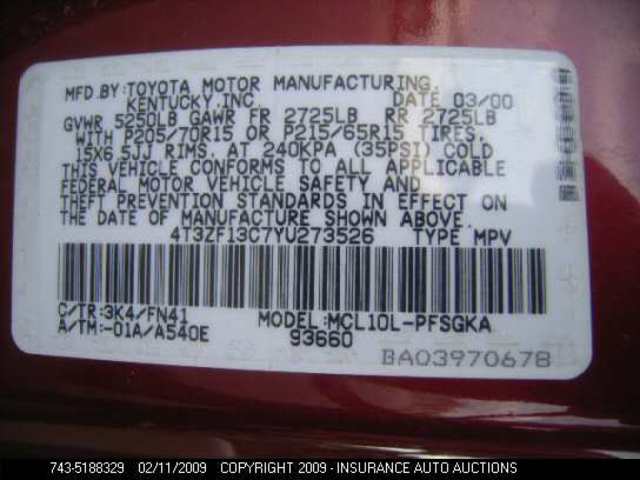 MFD.BY:TOYOTA MOTOR MANUFACTURING,
KENTUCKY,INC. DATE 03/00
GVWR 5250LB GAWR FR 2725LB RR 2725LB
WITH P205/70R15 or P215/65R15 TIRES,
15X6.5JJ RIMS, AT 240KPA (35PSI) COLD
THIS VEHICLE CONFORMS TO ALL APPLICABLE
FEDERAL MOTOR VEHICLE SAFETY AND
THEFT PREVENTION STANDARDS IN EFFECT ON
THE DATE OF MANUFACTURE SHOWN ABOVE.
4T3ZF13C7YU273526 TYPE MPV
C/TR:3K4/FN41 MODEL:MCL10L-PFSGKA
A/TM:-01A/A540E 93660
BA03970678
743-5188329 02/11/2009 COPYRIGHT 2009 - INSURANCE AUTO AUCTIONS